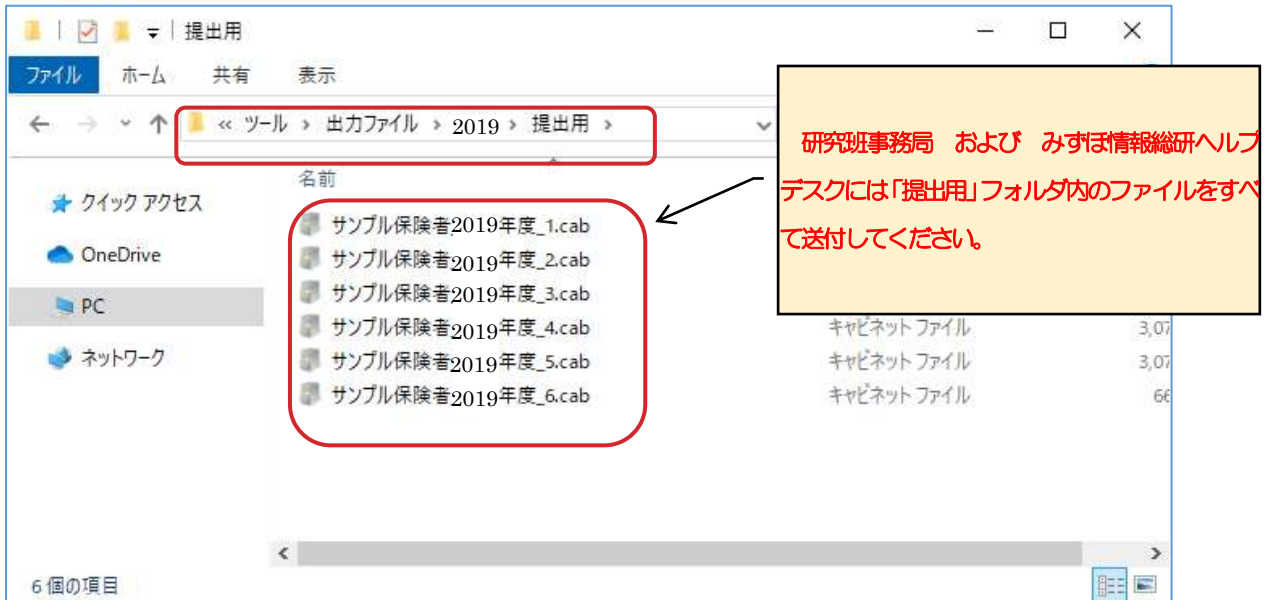 提出用
ファイル ホーム 共有 表示
« ツール › 出力ファイル › 2019 › 提出用 ›
研究班事務局 および みずほ情報総研ヘルプ
デスクには「提出用」フォルダ内のファイルをすべ
て送付してください。
クイック アクセス
OneDrive
PC
ネットワーク
名前
サンプル保険者2019年度_1.cab
サンプル保険者2019年度_2.cab
サンプル保険者2019年度_3.cab
サンプル保険者2019年度_4.cab キャビネット ファイル 3,07
サンプル保険者2019年度_5.cab キャビネット ファイル 3,07
サンプル保険者2019年度_6.cab キャビネット ファイル 66
6 個の項目